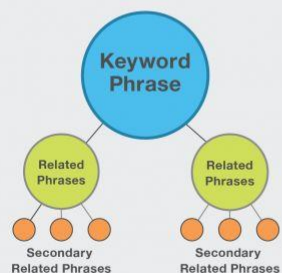 Keyword
Phrase
Related
Phrases
Related
Phrases
Secondary
Related Phrases
Secondary
Related Phrases